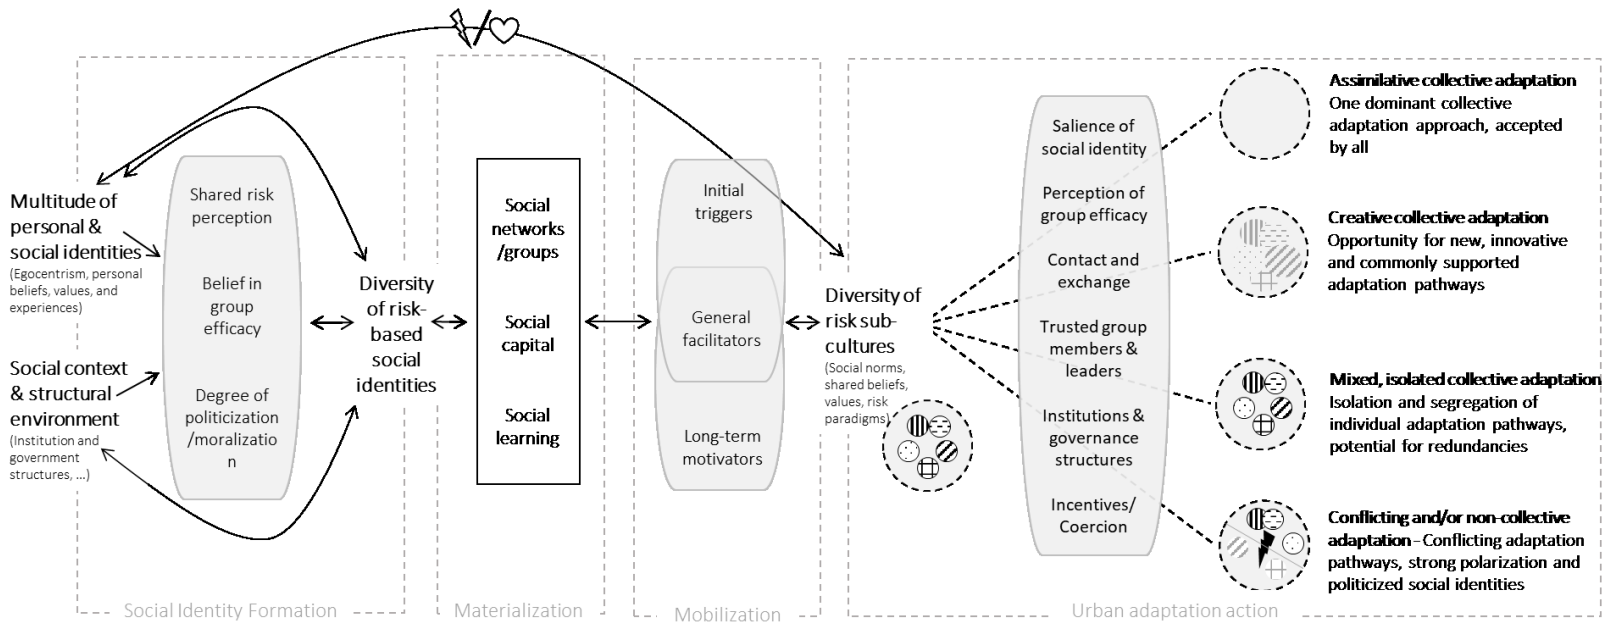 Multitude of
personal &
social identities
(Egocentrism, personal
beliefs, values, and
experiences)
Social context
& structural
environment
(Institution and
government
structures, ...)
Shared risk
perception
Belief in
group
efficacy
Degree of
politicization
/moralizatio
n
Diversity
of risk-
based
social
identities
Social Identity Formation
Social
networks
/groups
Social
capital
Social
learning
Materialization
Initial
triggers
General
facilitators
Long-term
motivators
Mobilization
Diversity of
risk sub-
cultures
(Social norms,
shared beliefs,
values, risk
paradigms)
Salience of
social identity
Perception of
group efficacy
Contact and
exchange
Trusted group
members &
leaders
Institutions &
governance
structures
Incentives/
Coercion
Assimilative collective adaptation
One dominant collective
adaptation approach, accepted
by all
Creative collective adaptation
Opportunity for new, innovative
and commonly supported
adaptation pathways
Mixed, isolated collective adaptation
Isolation and segregation of
individual adaptation pathways,
potential for redundancies
Conflicting and/or non-collective
adaptation - Conflicting adaptation
pathways, strong polarization and
politicized social identities
Urban adaptation action